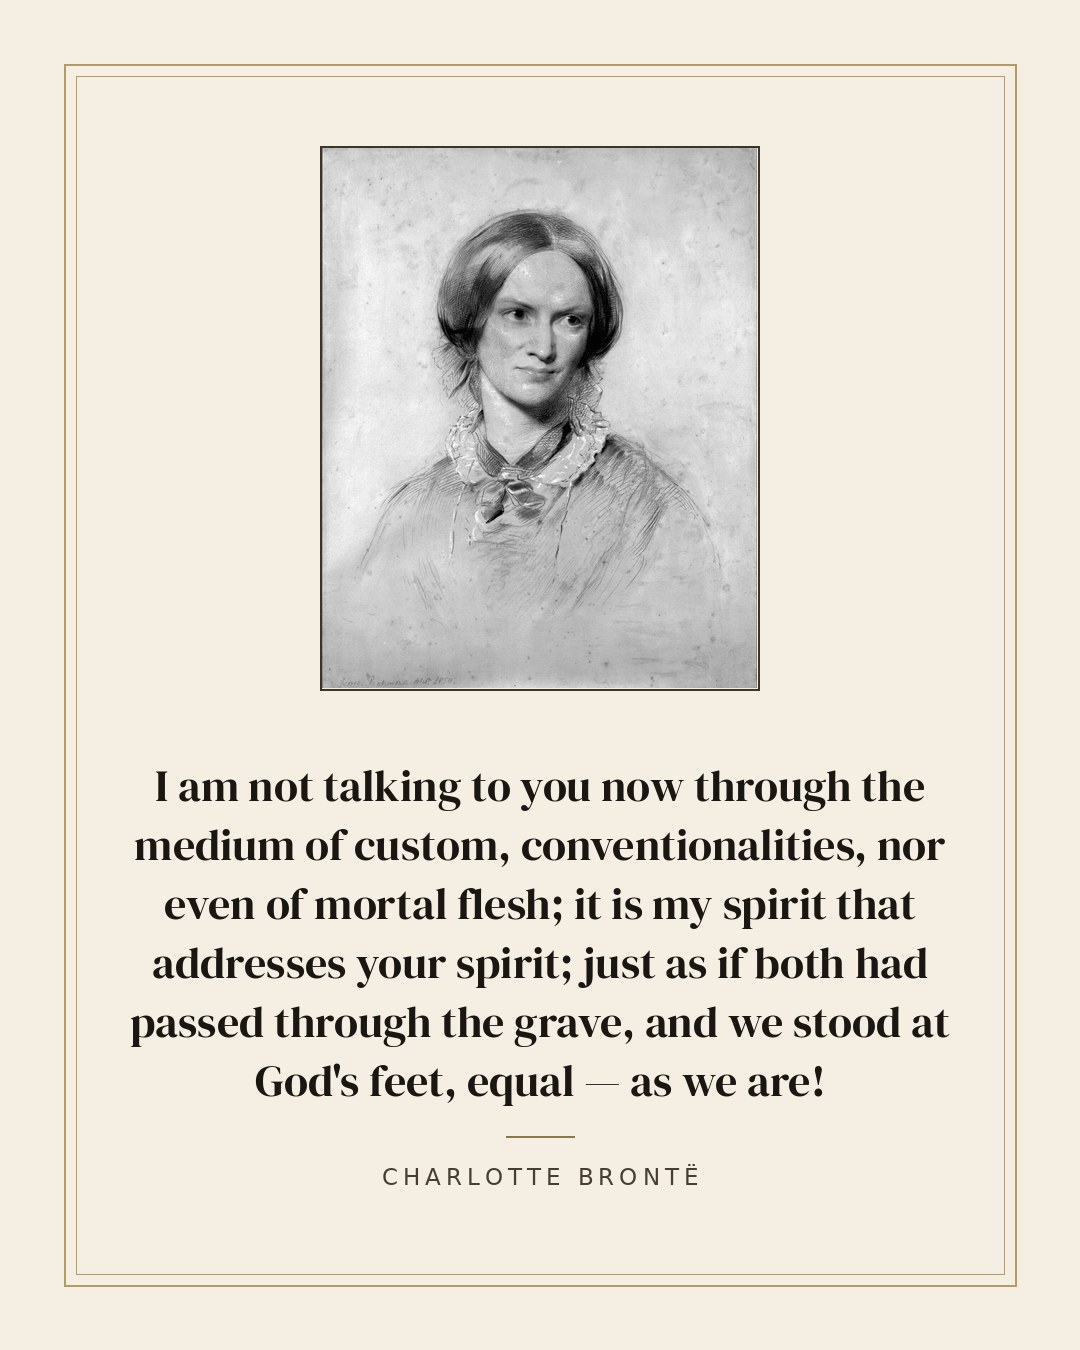 I am not talking to you now through the
medium of custom, conventionalities, nor
even of mortal flesh; it is my spirit that
addresses your spirit; just as if both had
passed through the grave, and we stood at
God's feet, equal — as we are!
CHARLOTTE BRONTË